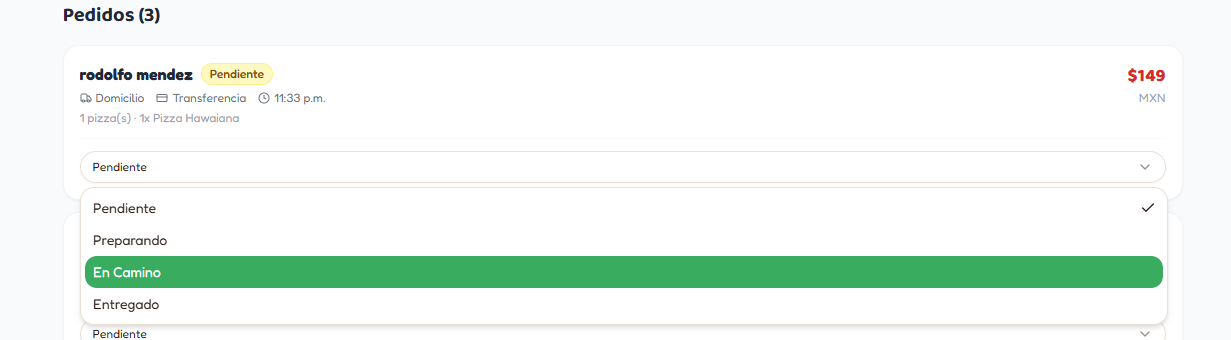 Pedidos (3)
rodolfo mendez Pendiente $149
Domicilio Transferencia 11:33 p.m. MXN
1 pizza(s) · 1x Pizza Hawaiana
Pendiente
Pendiente
Preparando
En Camino
Entregado
Pendiente